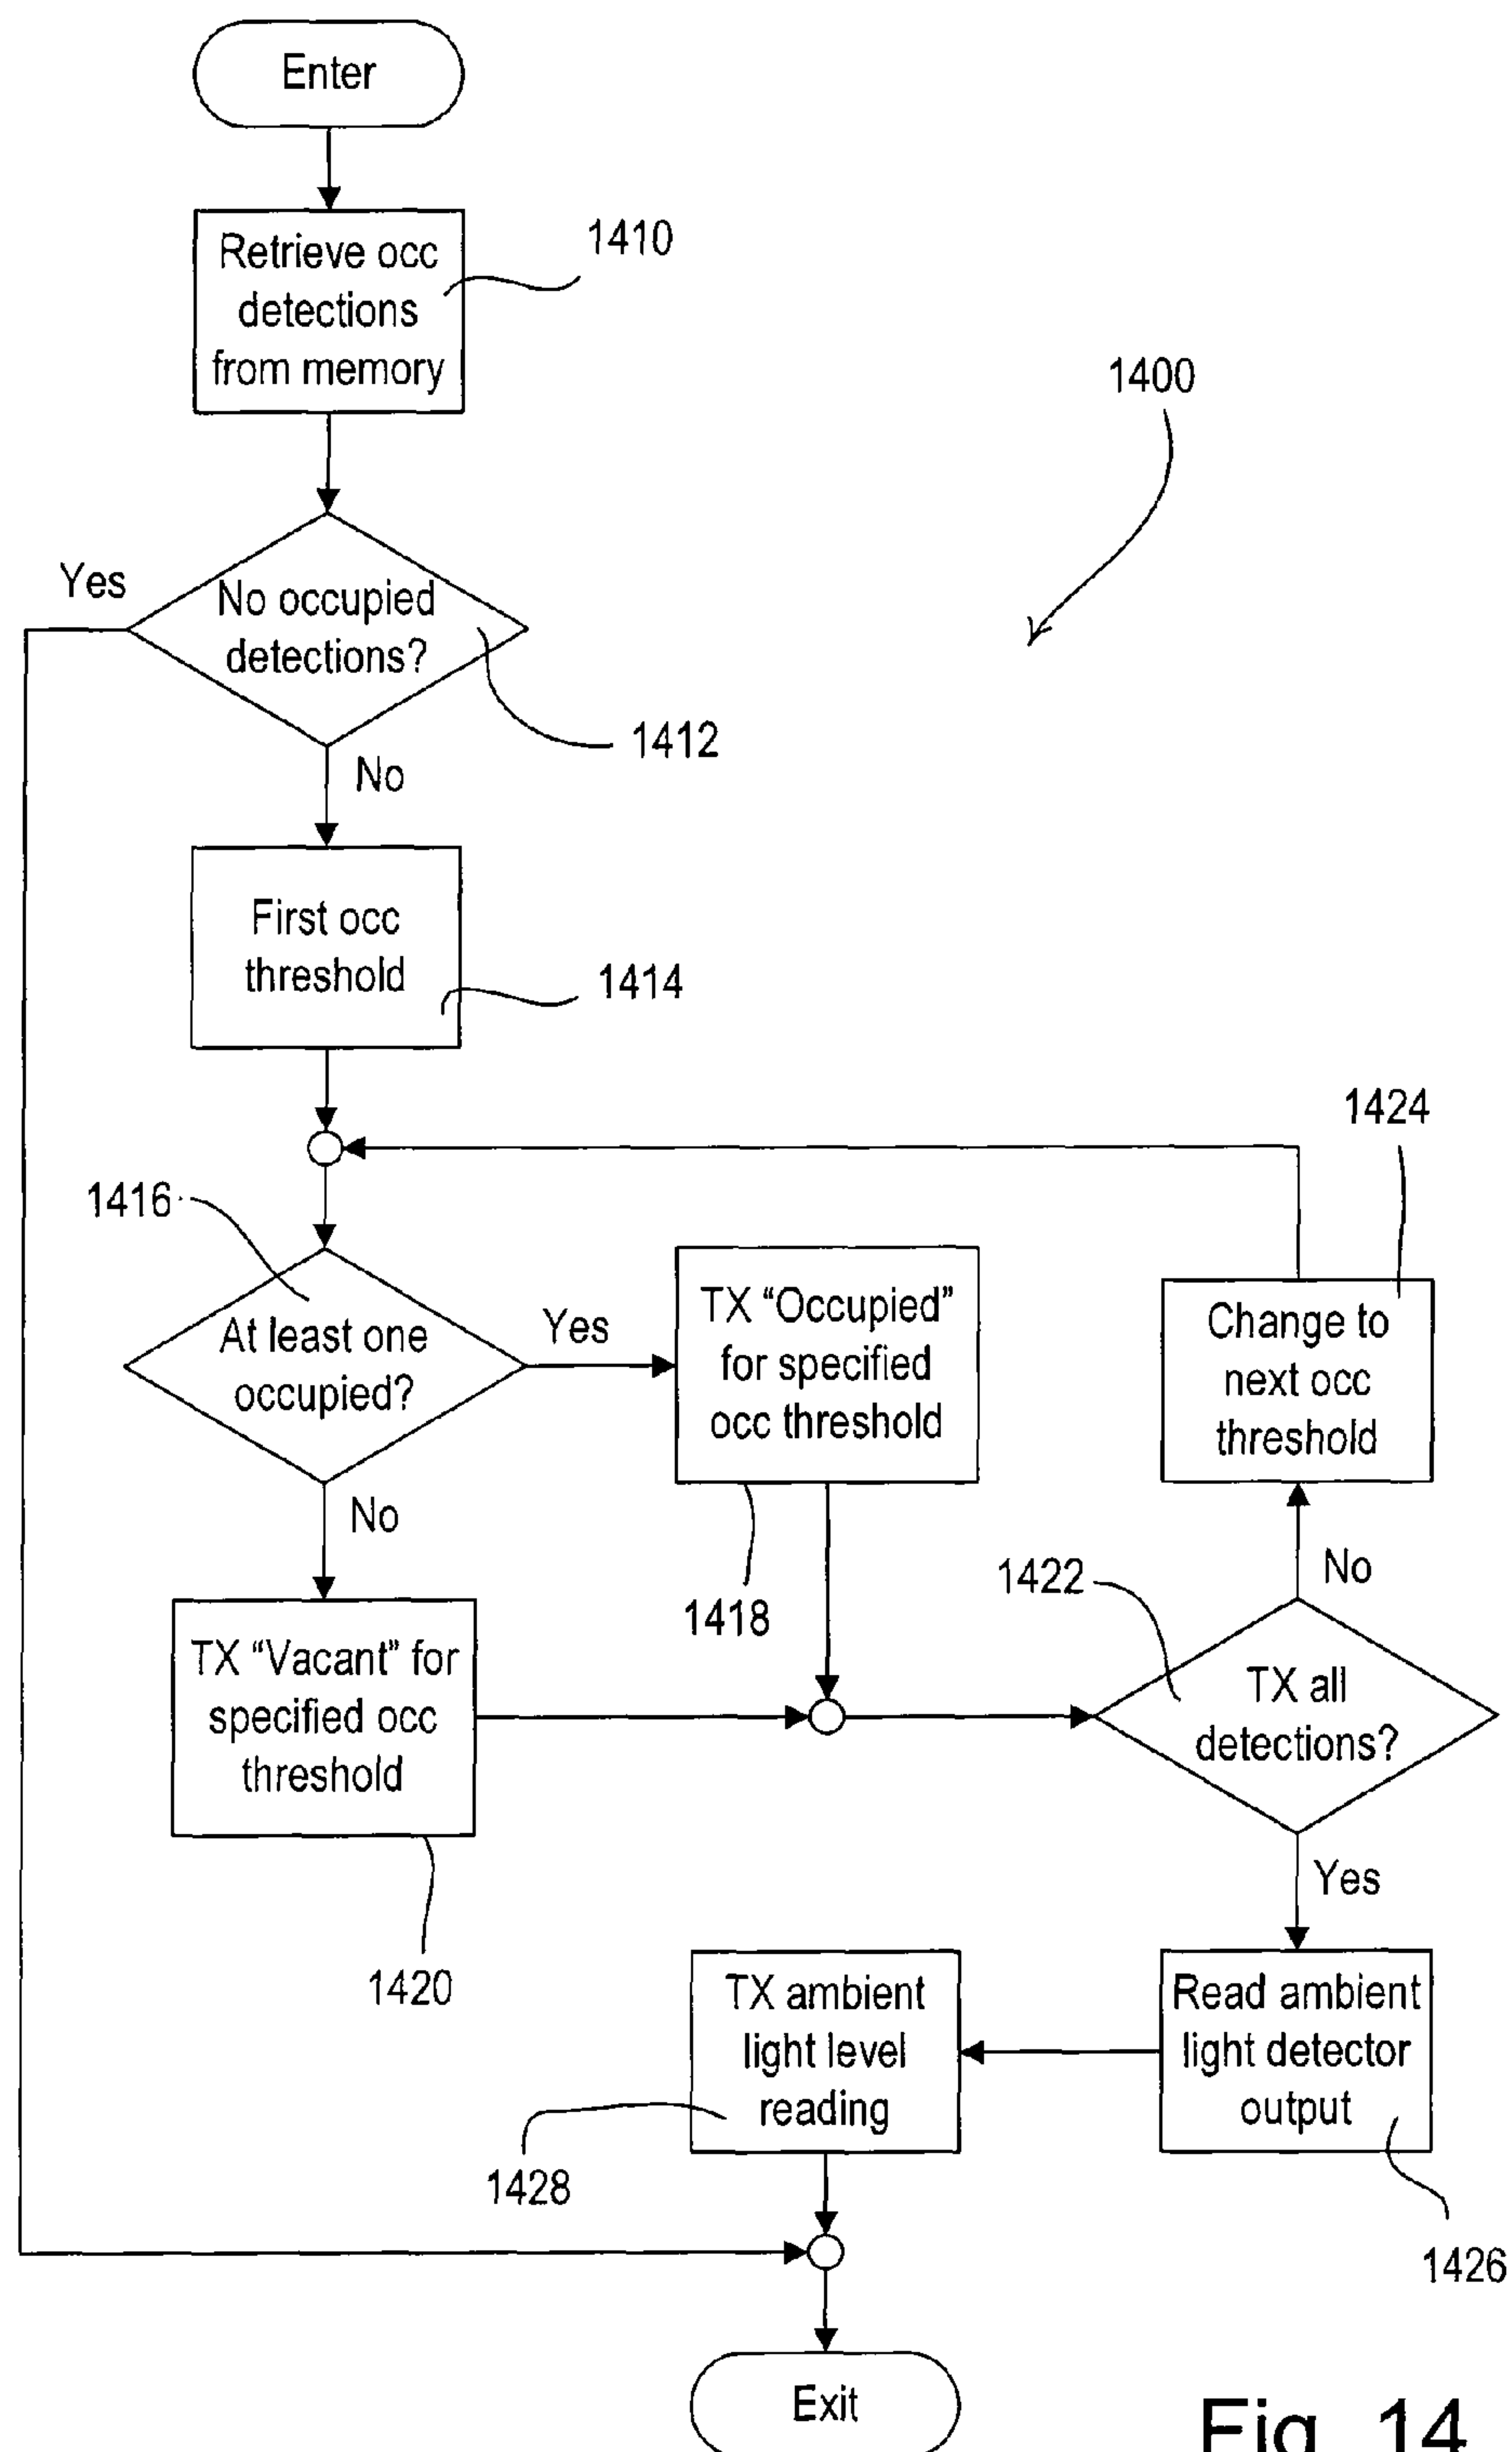 Enter
Retrieve occ
detections
from memory
1410
1400
Yes
No occupied
detections?
1412
No
First occ
threshold
1414
1424
1416
At least one
occupied?
Yes
TX “Occupied”
for specified
occ threshold
Change to
next occ
threshold
No
1418
1422
No
TX “Vacant” for
specified occ
threshold
TX all
detections?
1420
Yes
TX ambient
light level
reading
Read ambient
light detector
output
1428
1426
Exit
Fig. 14